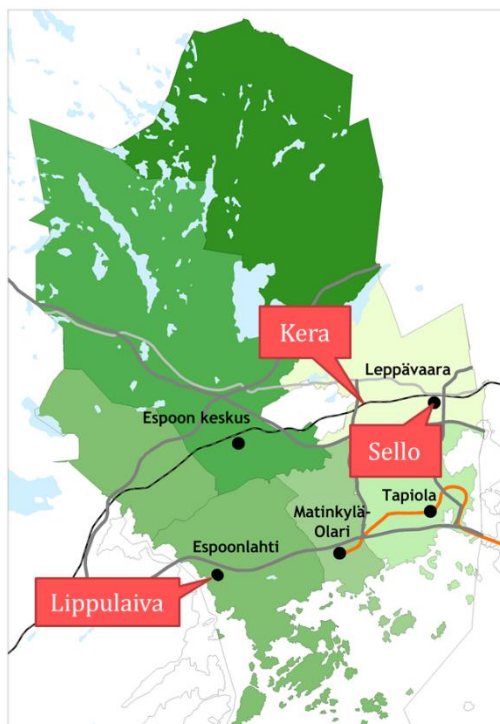 Kera
Leppävaara
Espoon keskus
Sello
Tapiola
Matinkylä-
Olari
Espoonlahti
Lippulaiva